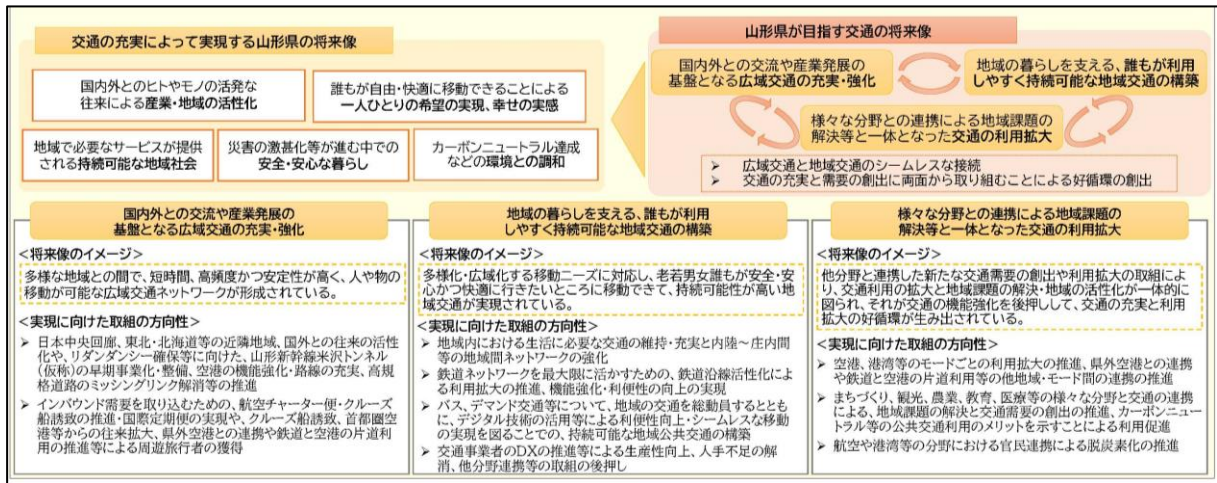 交通の充実によって実現する山形県の将来像
国内外とのヒトやモノの活発な
往来による産業・地域の活性化
誰もが自由・快適に移動できることによる
一人ひとりの希望の実現、幸せの実感
地域で必要なサービスが提供
される持続可能な地域社会
災害の激甚化等が進む中での
安全・安心な暮らし
カーボンニュートラル達成
などの環境との調和
山形県が目指す交通の将来像
国内外との交流や産業発展の
基盤となる広域交通の充実・強化
地域の暮らしを支える、誰もが利用
しやすく持続可能な地域交通の構築
様々な分野との連携による地域課題の
解決等と一体となった交通の利用拡大
➢ 広域交通と地域交通のシームレスな接続
➢ 交通の充実と需要の創出に両面から取り組むことによる好循環の創出
国内外との交流や産業発展の
基盤となる広域交通の充実・強化
<将来像のイメージ>
多様な地域との間で、短時間、高頻度かつ安定性が高く、人や物の
移動が可能な広域交通ネットワークが形成されている。
<実現に向けた取組の方向性>
➢ 日本中央回廊、東北・北海道等の近隣地域、国外との往来の活性
化や、リダンダンシー確保等に向けた、山形新幹線米沢トンネル
(仮称)の早期事業化・整備、空港の機能強化・路線の充実、高規
格道路のミッシングリンク解消等の推進
➢ インバウンド需要を取り込むための、航空チャーター便・クルーズ
船誘致の推進・国際定期便の実現や、クルーズ船誘致、首都圏空
港等からの往来拡大、県外空港との連携や鉄道と空港の片道利
用の推進等による周遊旅行者の獲得
地域の暮らしを支える、誰もが利用
しやすく持続可能な地域交通の構築
<将来像のイメージ>
多様化・広域化する移動ニーズに対応し、老若男女誰もが安全・安
心かつ快適に行きたいところに移動できて、持続可能性が高い地
域交通が実現されている。
<実現に向けた取組の方向性>
➢ 地域内における生活に必要な交通の維持・充実と内陸~庄内間
等の地域間ネットワークの強化
➢ 鉄道ネットワークを最大限に活かすための、鉄道沿線活性化によ
る利用拡大の推進、機能強化・利便性の向上の実現
➢ バス、デマンド交通等について、地域の交通を総動員するととも
に、デジタル技術の活用等による利便性向上・シームレスな移動
の実現を図ることでの、持続可能な地域公共交通の構築
➢ 交通事業者のDXの推進等による生産性向上、人手不足の解
消、他分野連携等の取組の後押し
様々な分野との連携による地域課題の
解決等と一体となった交通の利用拡大
<将来像のイメージ>
他分野と連携した新たな交通需要の創出や利用拡大の取組によ
り、交通利用の拡大と地域課題の解決・地域の活性化が一体的に
図られ、それが交通の機能強化を後押しして、交通の充実と利用
拡大の好循環が生み出されている。
<実現に向けた取組の方向性>
➢ 空港、港湾等のモードごとの利用拡大の推進、県外空港との連携
や鉄道と空港の片道利用等の他地域・モード間の連携の推進
➢ まちづくり、観光、農業、教育、医療等の様々な分野と交通の連携
による、地域課題の解決と交通需要の創出の推進、カーボンニュー
トラル等の公共交通利用のメリットを示すことによる利用促進
➢ 航空や港湾等の分野における官民連携による脱炭素化の推進